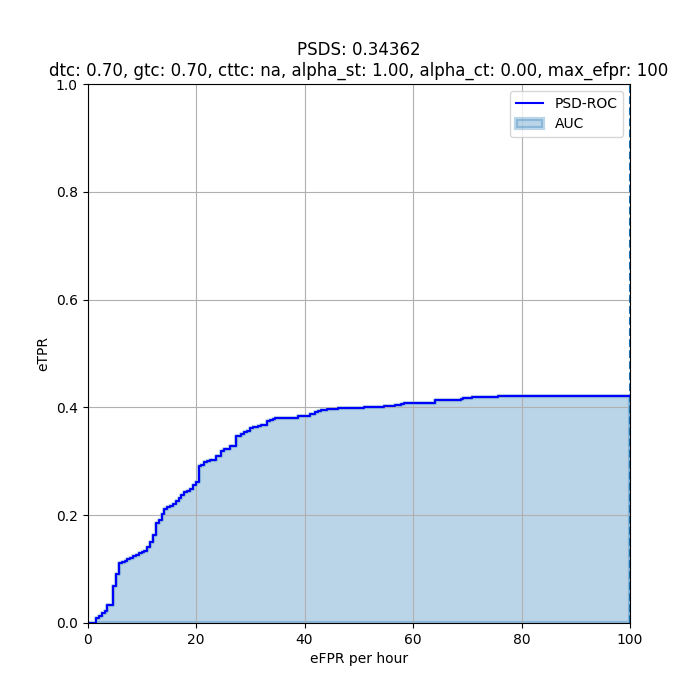 PSDS: 0.34362
dtc: 0.70, gtc: 0.70, cttc: na, alpha_st: 1.00, alpha_ct: 0.00, max_efpr: 100
PSD-ROC
AUC
1.0
0.8
0.6
0.4
0.2
0.0
eTPR
0
20
40
60
80
100
eFPR per hour